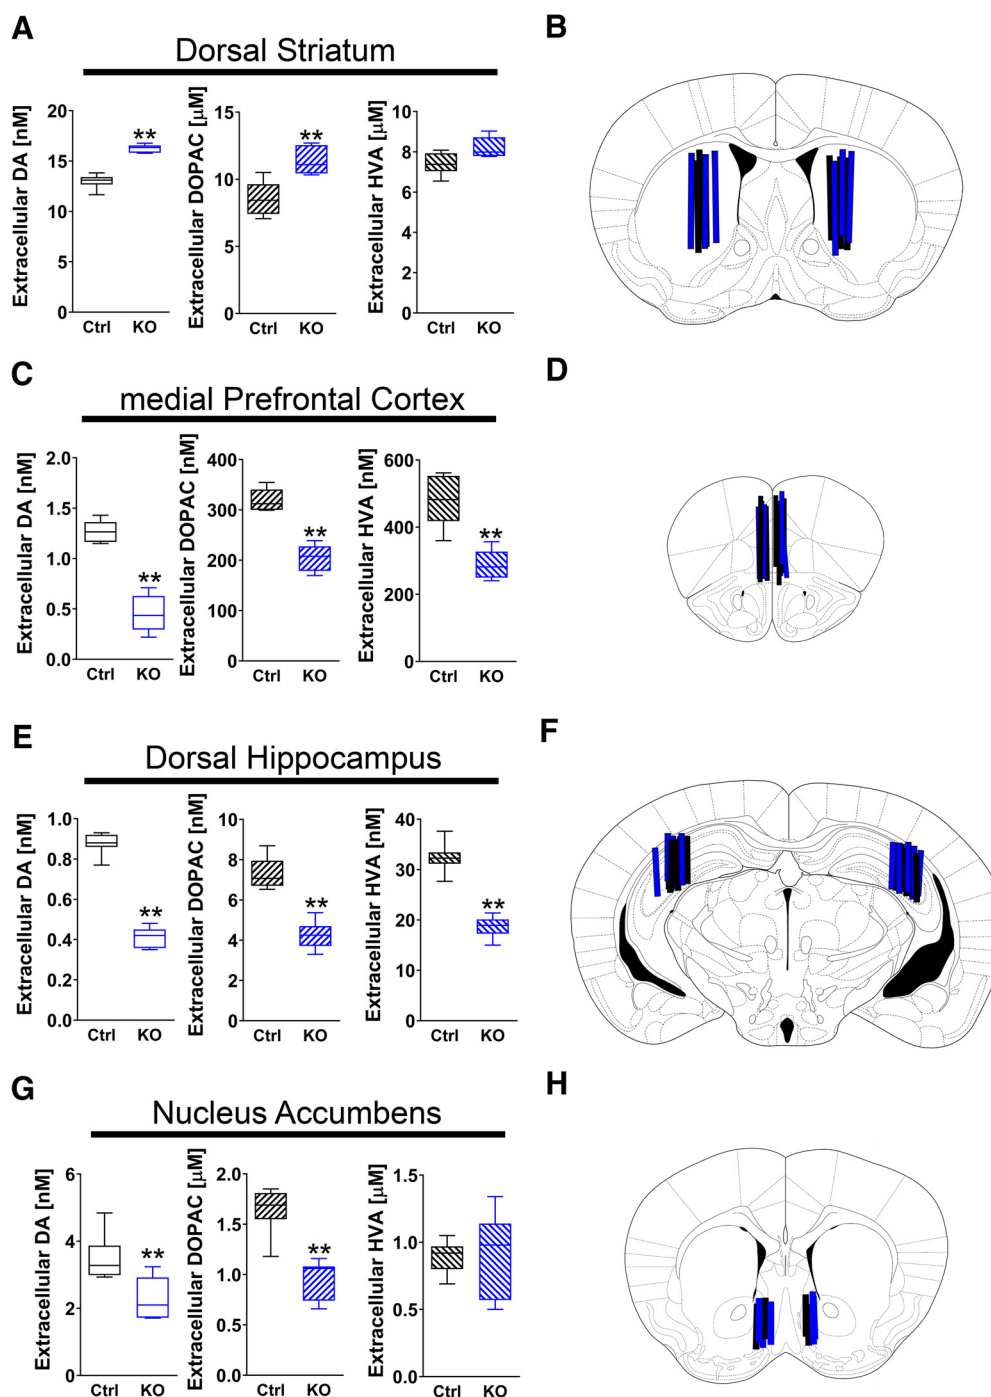 A
B
Dorsal Striatum
Extracellular DA [nM]
20
15
10
5
0
**
Ctrl KO
Extracellular DOPAC [µM]
15
10
5
0
**
Ctrl KO
Extracellular HVA [µM]
10
8
6
4
2
0
Ctrl KO
C
D
medial Prefrontal Cortex
Extracellular DA [nM]
2.0
1.5
1.0
0.5
0.0
**
Ctrl KO
Extracellular DOPAC [nM]
400
300
200
100
0
**
Ctrl KO
Extracellular HVA [nM]
600
400
200
0
**
Ctrl KO
E
F
Dorsal Hippocampus
Extracellular DA [nM]
1.0
0.8
0.6
0.4
0.2
0.0
**
Ctrl KO
Extracellular DOPAC [nM]
10
8
6
4
2
0
**
Ctrl KO
Extracellular HVA [nM]
40
30
20
10
0
**
Ctrl KO
G
H
Nucleus Accumbens
Extracellular DA [nM]
6
4
2
0
**
Ctrl KO
Extracellular DOPAC [µM]
2.0
1.5
1.0
0.5
0.0
**
Ctrl KO
Extracellular HVA [µM]
1.5
1.0
0.5
0.0
Ctrl KO